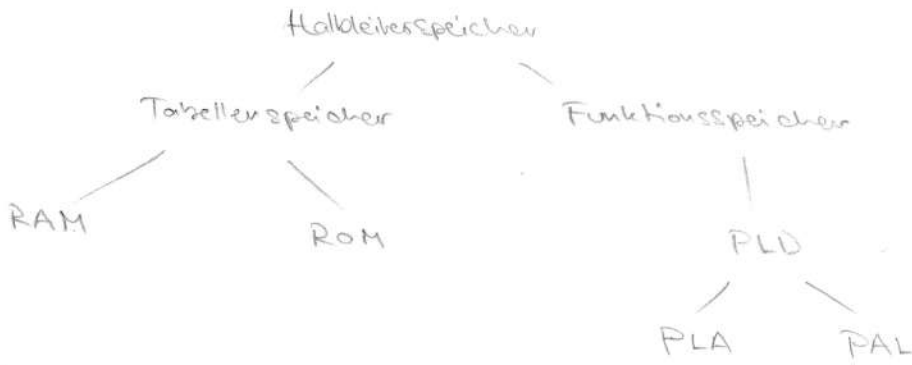 Halbleiterspeicher
Tabellenspeicher Funktionsspeicher
RAM ROM PLD
PLA PAL